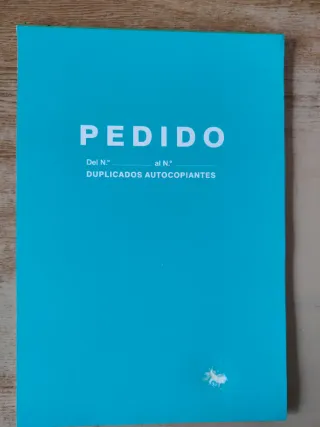 PEDIDO
Del N.º ............ al N.º ............
DUPLICADOS AUTOCOPIANTES